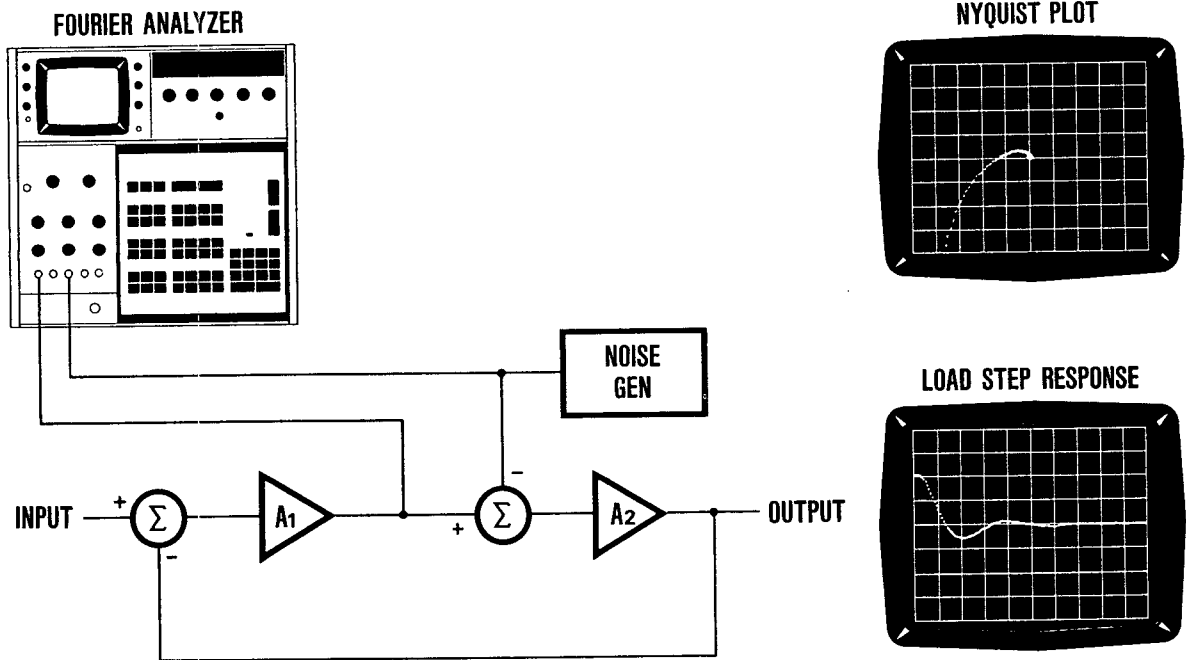 FOURIER ANALYZER
NYQUIST PLOT
NOISE
GEN
LOAD STEP RESPONSE
INPUT
+
Σ
−
A1
+
−
Σ
A2
OUTPUT